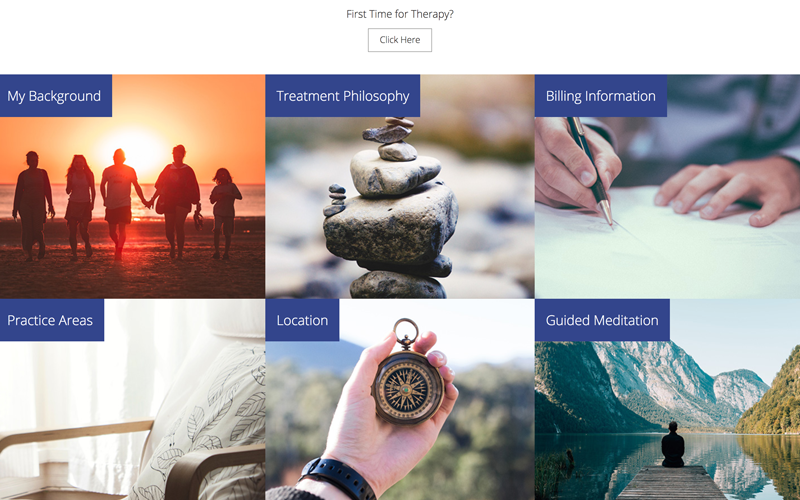 First Time for Therapy?
Click Here
My Background
Treatment Philosophy
Billing Information
Practice Areas
Location
Guided Meditation